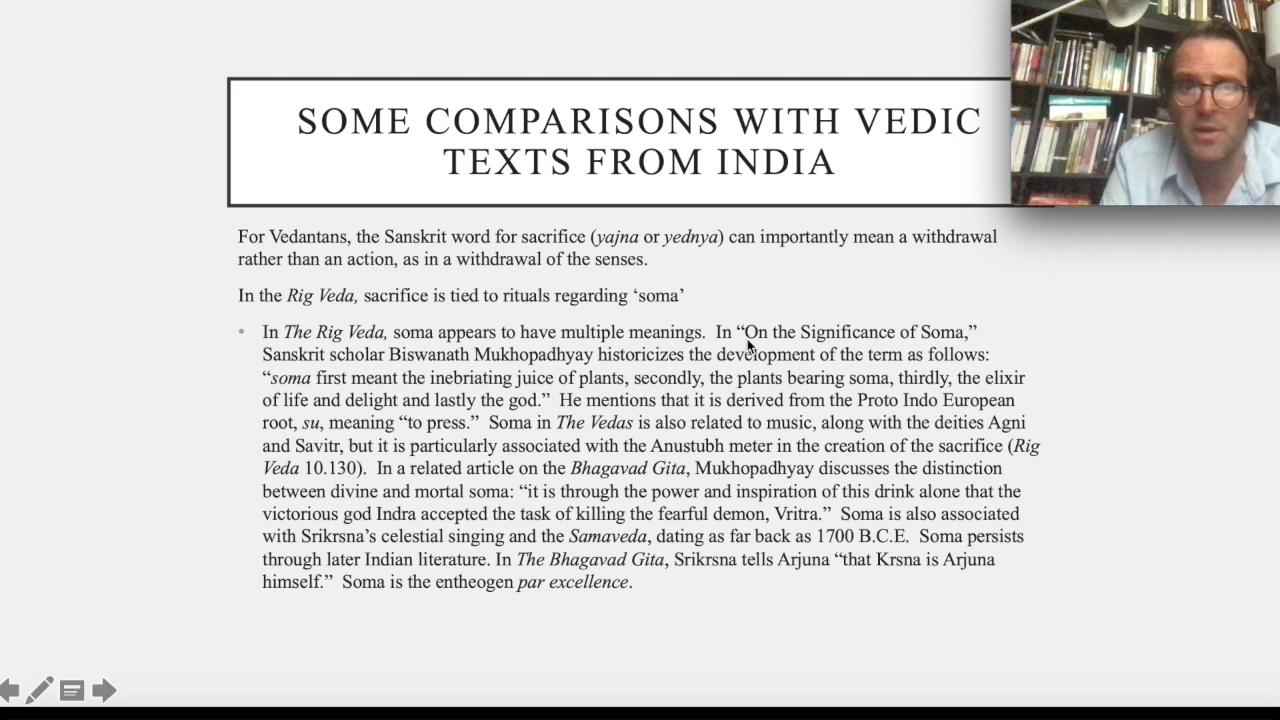 SOME COMPARISONS WITH VEDIC
TEXTS FROM INDIA
For Vedantans, the Sanskrit word for sacrifice (yajna or yednya) can importantly mean a withdrawal
rather than an action, as in a withdrawal of the senses.
In the Rig Veda, sacrifice is tied to rituals regarding ‘soma’
• In The Rig Veda, soma appears to have multiple meanings. In “On the Significance of Soma,”
Sanskrit scholar Biswanath Mukhopadhyay historicizes the development of the term as follows:
“soma first meant the inebriating juice of plants, secondly, the plants bearing soma, thirdly, the elixir
of life and delight and lastly the god.” He mentions that it is derived from the Proto Indo European
root, su, meaning “to press.” Soma in The Vedas is also related to music, along with the deities Agni
and Savitr, but it is particularly associated with the Anustubh meter in the creation of the sacrifice (Rig
Veda 10.130). In a related article on the Bhagavad Gita, Mukhopadhyay discusses the distinction
between divine and mortal soma: “it is through the power and inspiration of this drink alone that the
victorious god Indra accepted the task of killing the fearful demon, Vritra.” Soma is also associated
with Srikrsna’s celestial singing and the Samaveda, dating as far back as 1700 B.C.E. Soma persists
through later Indian literature. In The Bhagavad Gita, Srikrsna tells Arjuna “that Krsna is Arjuna
himself.” Soma is the entheogen par excellence.